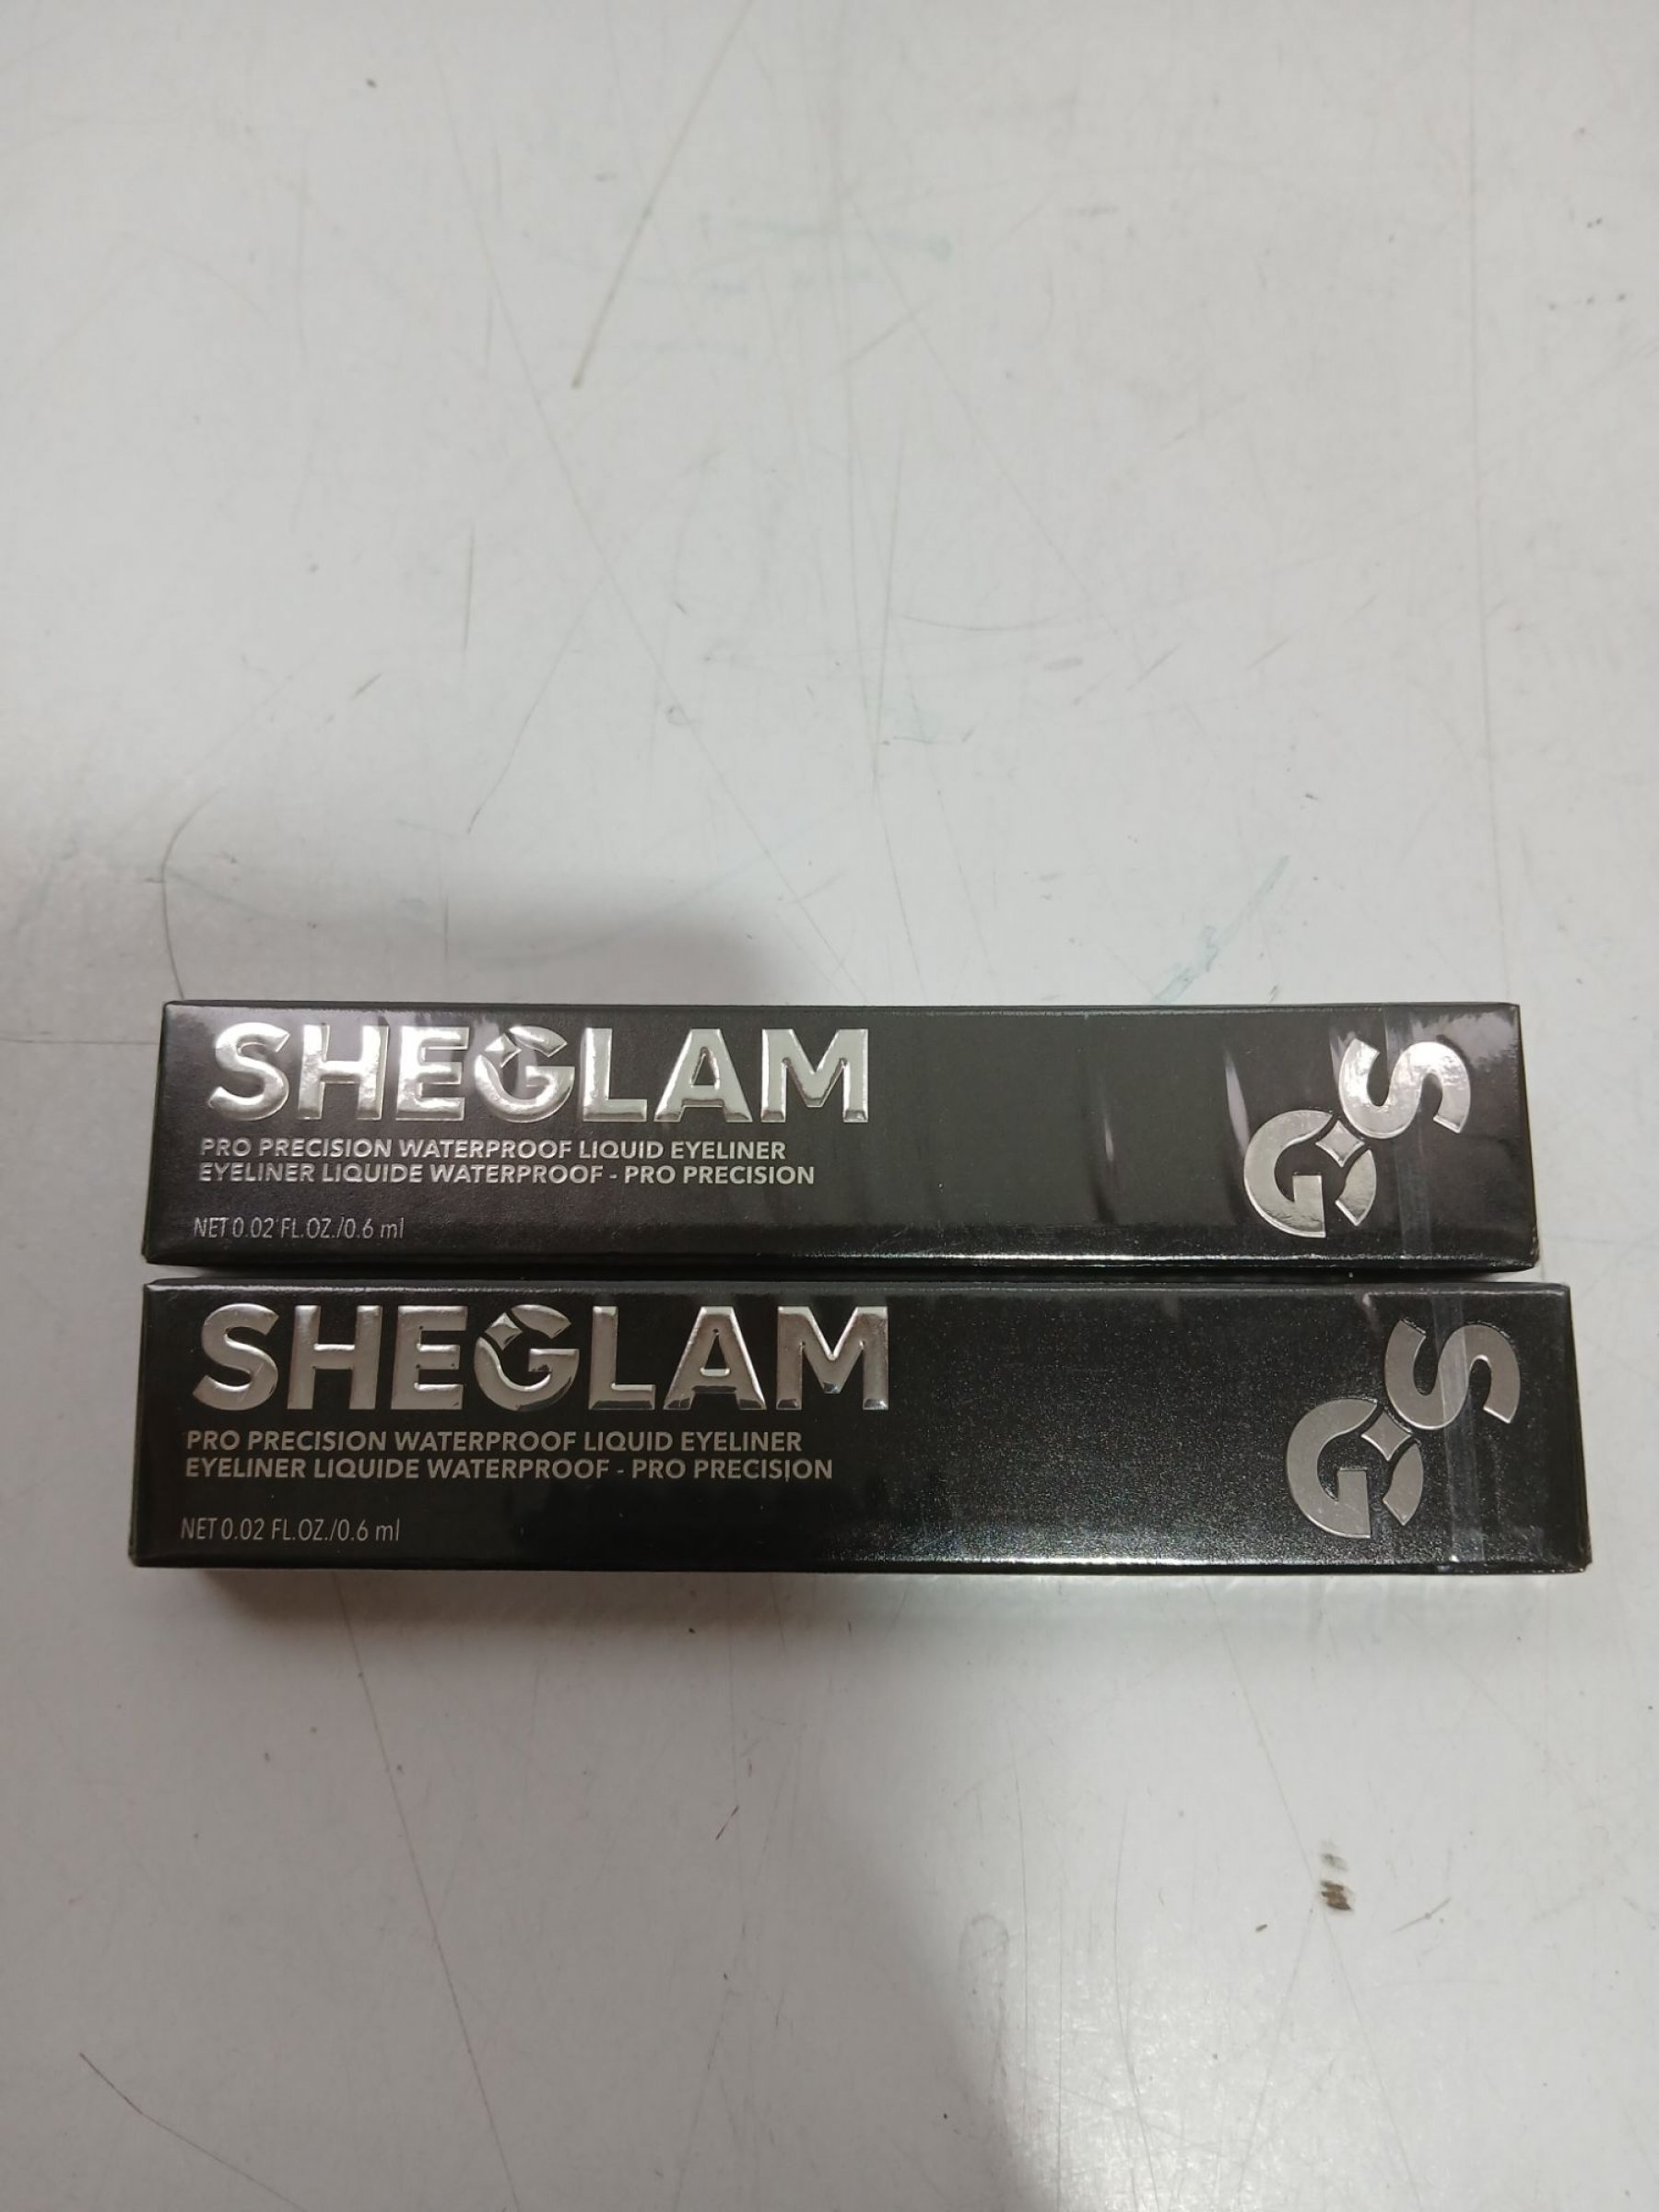 SHEGLAM
PRO PRECISION WATERPROOF LIQUID EYELINER
EYELINER LIQUIDE WATERPROOF - PRO PRECISION
NET 0.02 FL.OZ./0.6 ml
GS
SHEGLAM
PRO PRECISION WATERPROOF LIQUID EYELINER
EYELINER LIQUIDE WATERPROOF - PRO PRECISION
NET 0.02 FL.OZ./0.6 ml
GS